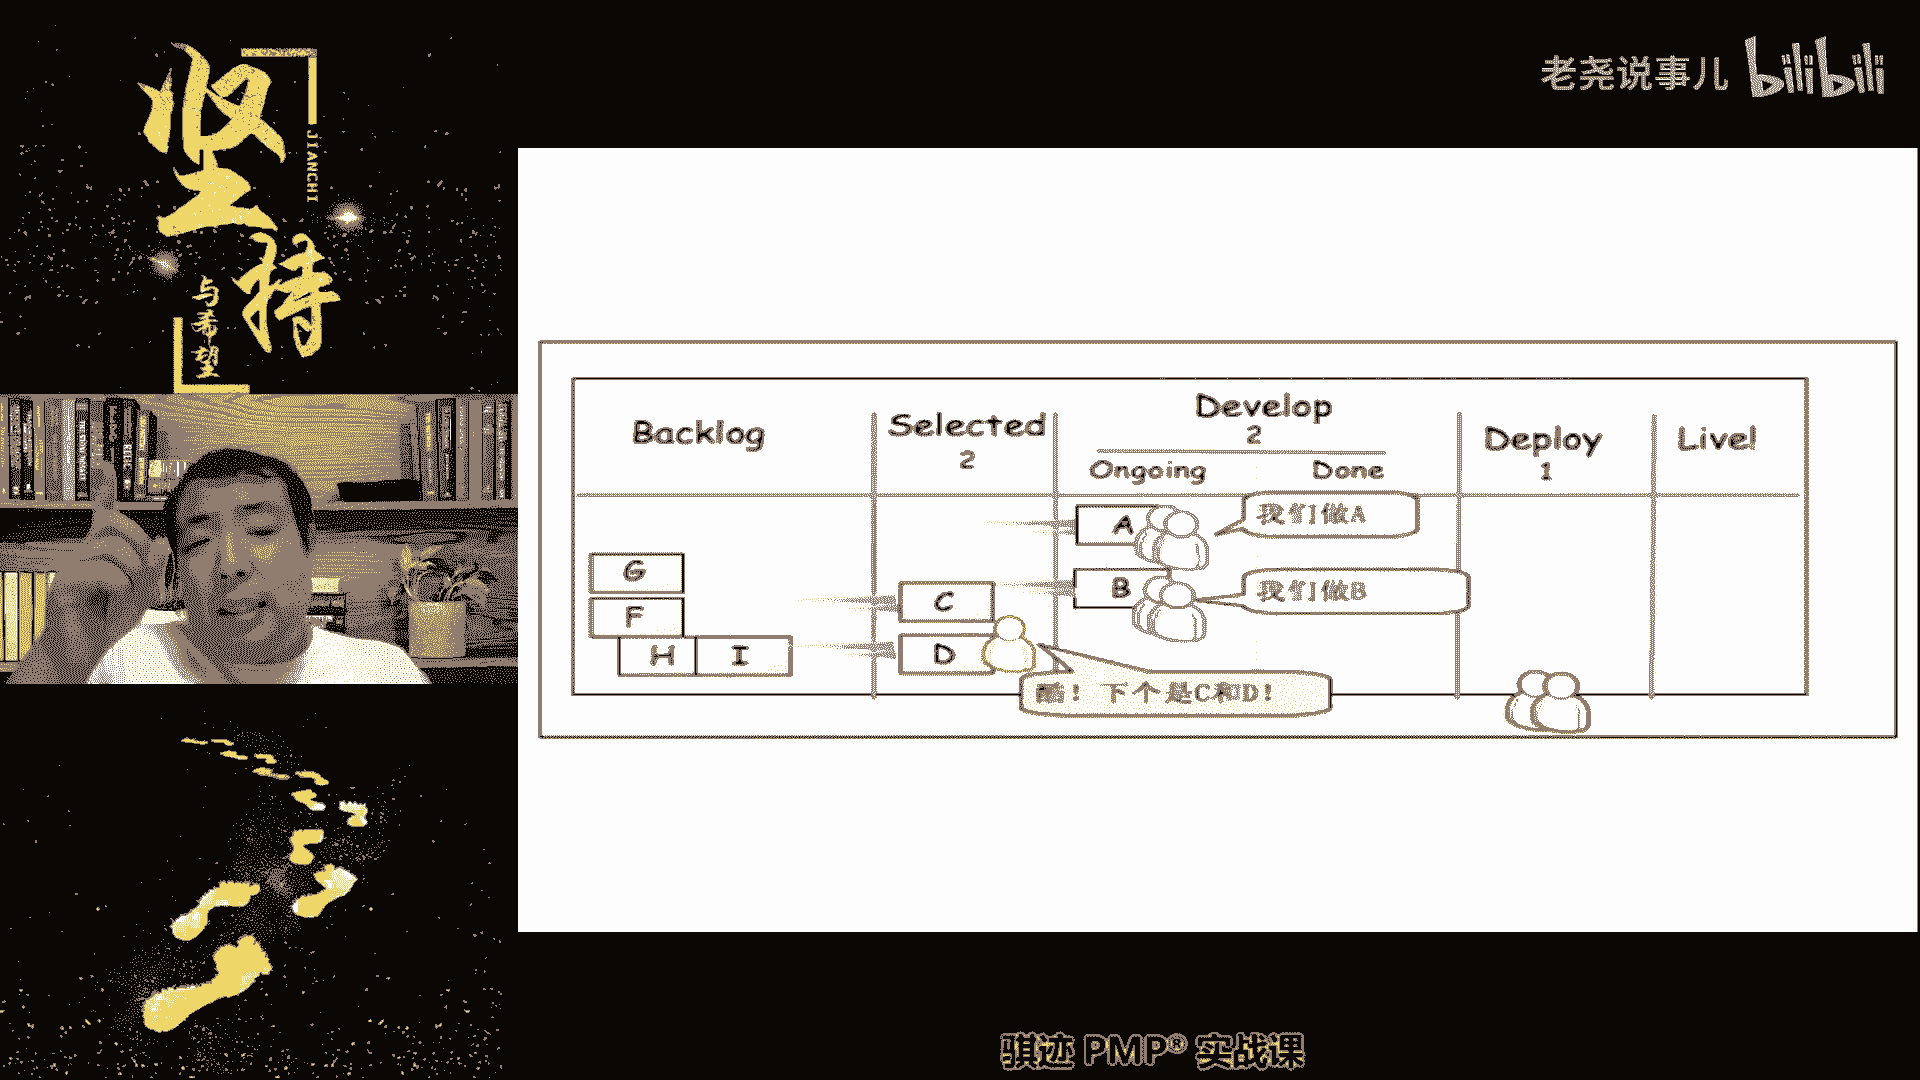 坚持
JIANCHI
与希望
老尧说事儿 bilibili
Backlog
Selected
2
Develop
2
Ongoing
Done
Deploy
1
Live!
A
我们做A
G
B
我们做B
C
F
D
H
I
酷！下个是C和D！
骐迹 PMP® 实战课